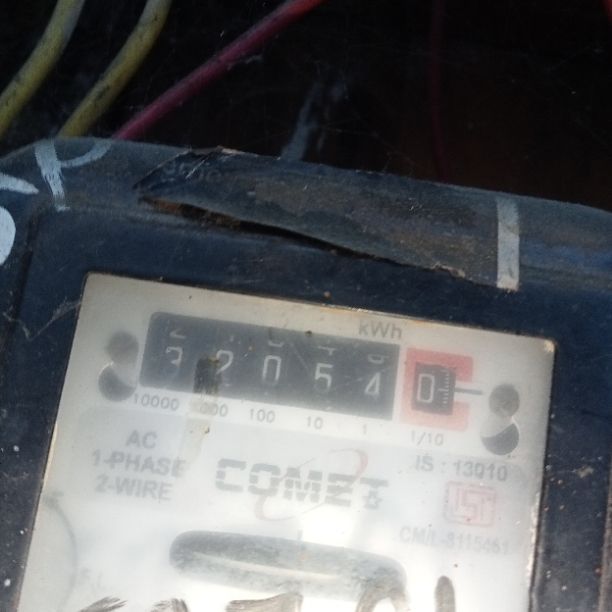 kWh
3 2 0 5 4 0
10000 1000 100 10 1 1/10
AC
1-PHASE
2-WIRE
COMET
IS : 13010
ISI